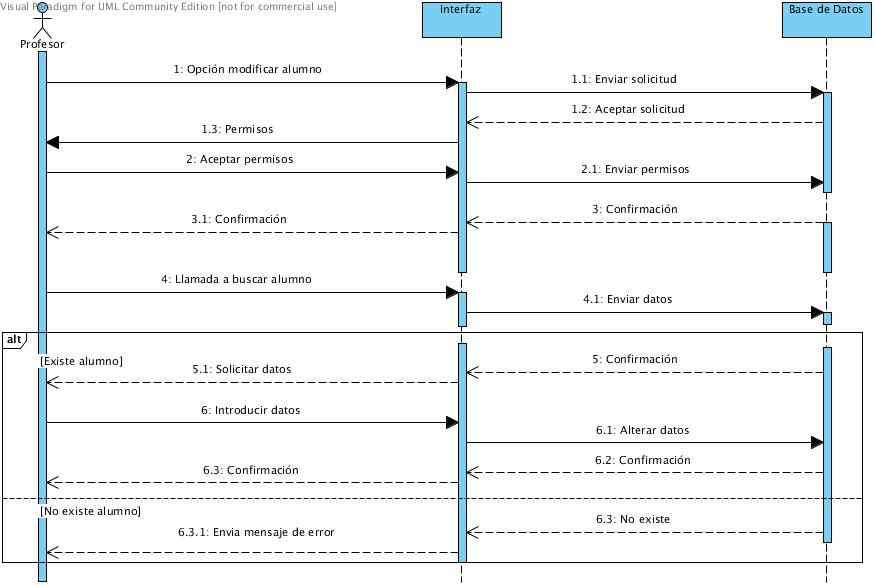 Visual Paradigm for UML Community Edition [not for commercial use]
Profesor
Interfaz
Base de Datos
1: Opción modificar alumno
1.1: Enviar solicitud
1.2: Aceptar solicitud
1.3: Permisos
2: Aceptar permisos
2.1: Enviar permisos
3: Confirmación
3.1: Confirmación
4: Llamada a buscar alumno
4.1: Enviar datos
alt
[Existe alumno]
5: Confirmación
5.1: Solicitar datos
6: Introducir datos
6.1: Alterar datos
6.2: Confirmación
6.3: Confirmación
[No existe alumno]
6.3: No existe
6.3.1: Envia mensaje de error